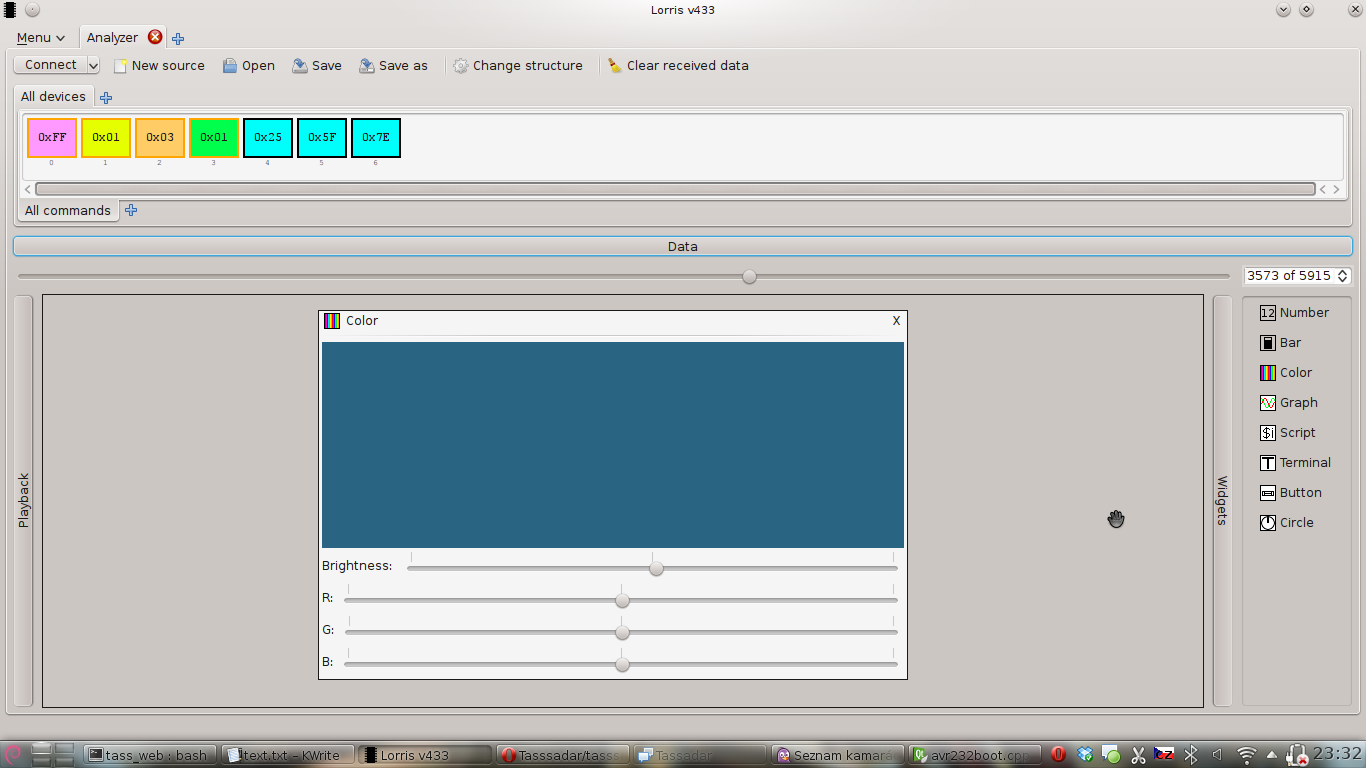 Lorris v433
Menu Analyzer
Connect New source Open Save Save as Change structure Clear received data
All devices
0xFF 0x01 0x03 0x01 0x25 0x5F 0x7E
0 1 2 3 4 5 6
All commands
Data
3573 of 5915
Playback
Color X
Brightness:
R:
G:
B:
Widgets
12 Number
Bar
Color
Graph
$i Script
T Terminal
Button
Circle
tass_web : bash text.txt – KWrite Lorris v433 Tasssadar/tasss Tassadar Seznam kamará avr232boot.cpp cz 23:32